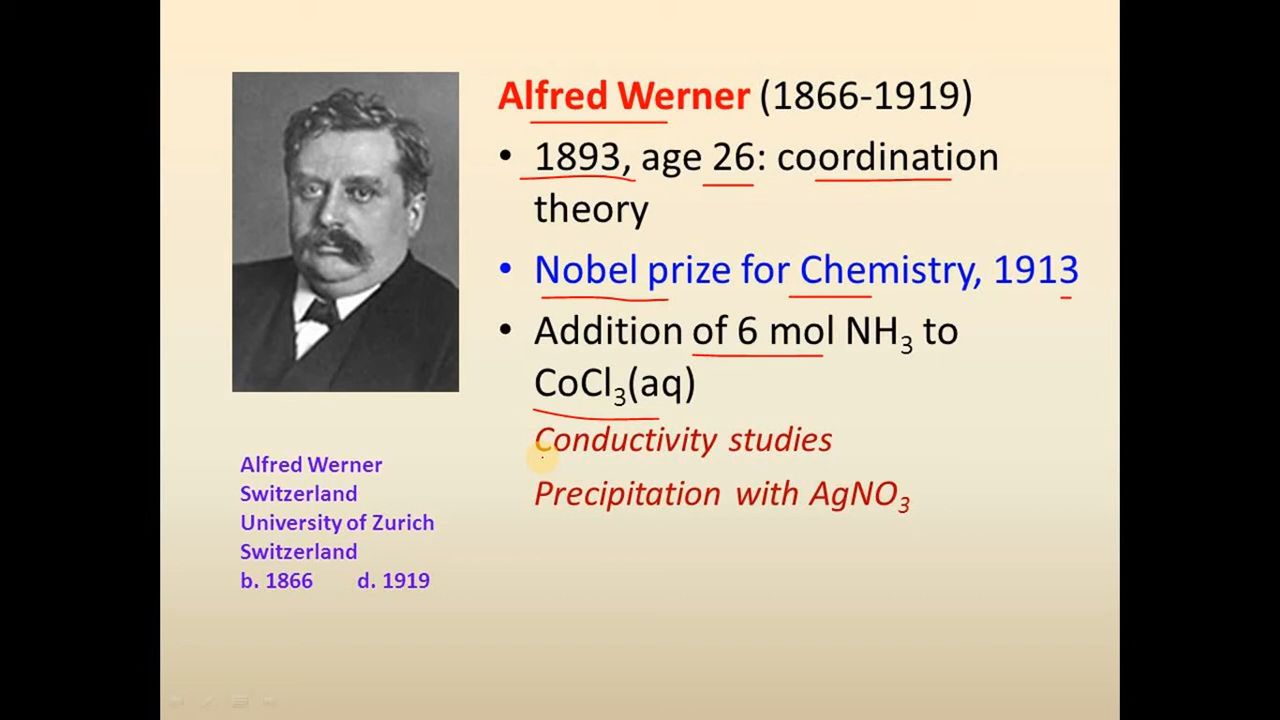 Alfred Werner (1866-1919)
• 1893, age 26: coordination
theory
• Nobel prize for Chemistry, 1913
• Addition of 6 mol NH₃ to
CoCl₃(aq)
Conductivity studies
Precipitation with AgNO₃
Alfred Werner
Switzerland
University of Zurich
Switzerland
b. 1866 d. 1919